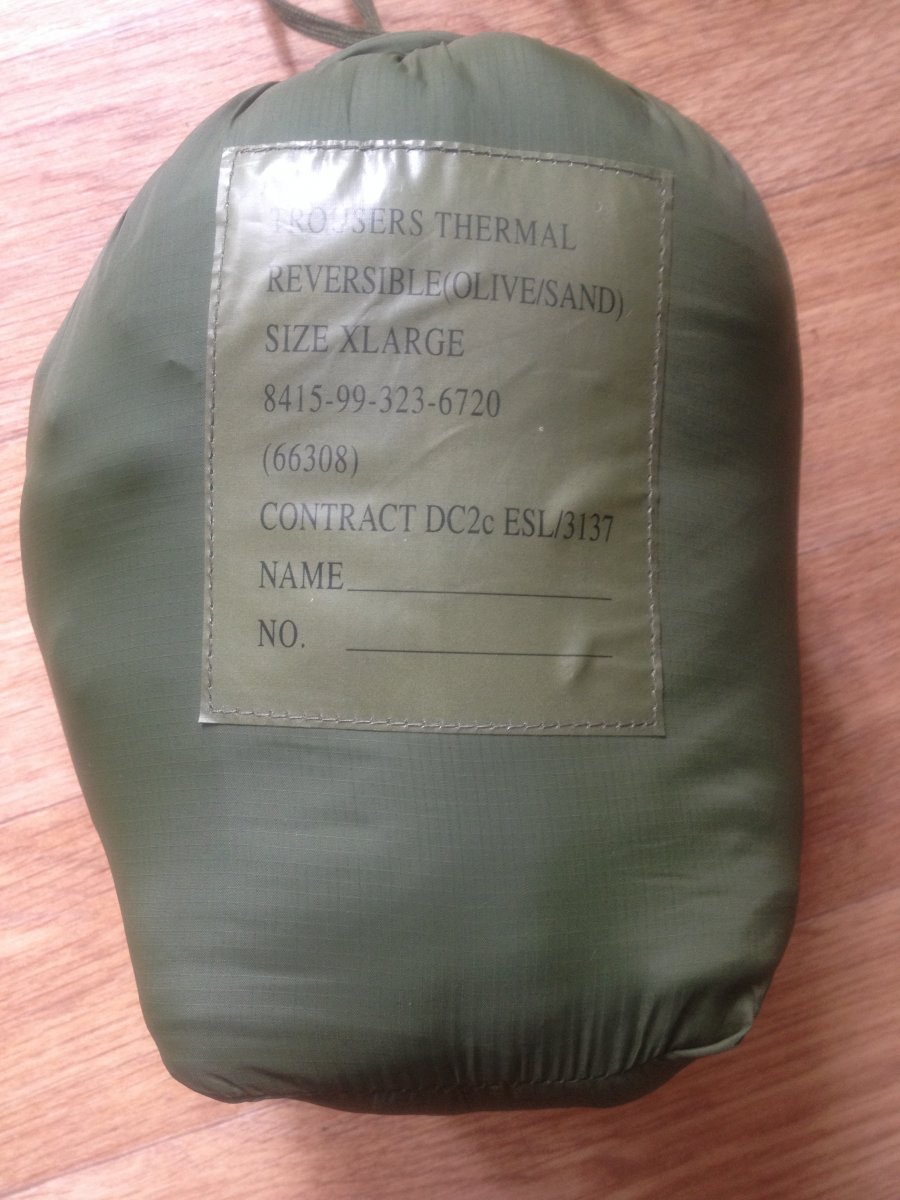 TROUSERS THERMAL
REVERSIBLE(OLIVE/SAND)
SIZE XLARGE
8415-99-323-6720
(66308)
CONTRACT DC2c ESL/3137
NAME
NO.